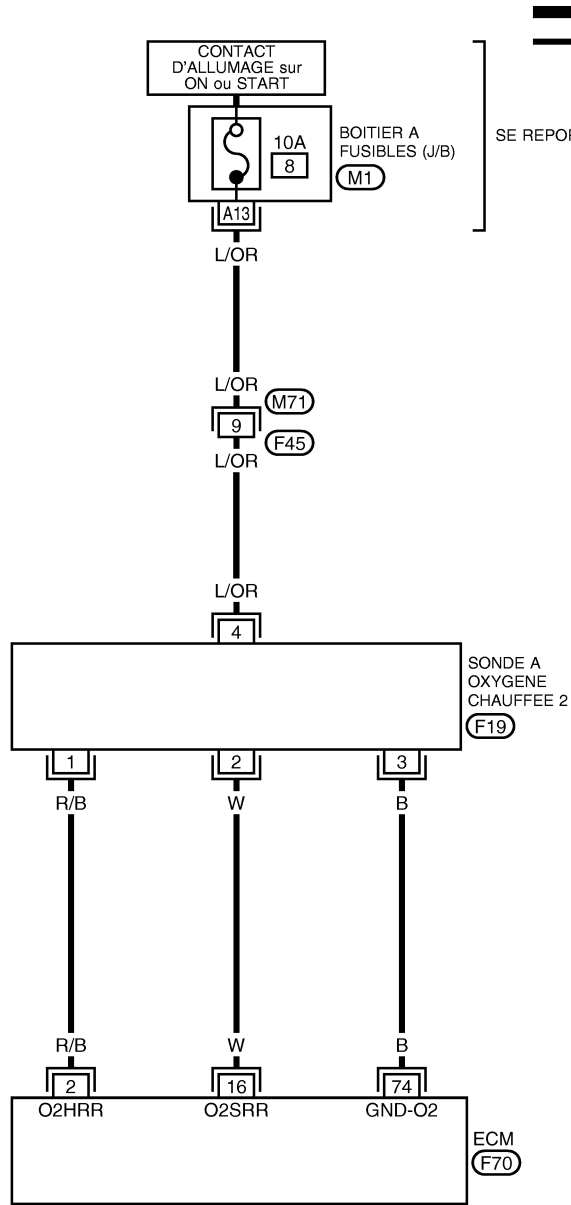 CONTACT
D'ALLUMAGE sur
ON ou START
BOITIER A
FUSIBLES (J/B)
M1
10A
8
SE REPOR
A13
L/OR
L/OR
M71
9
F45
L/OR
L/OR
4
SONDE A
OXYGENE
CHAUFFEE 2
F19
1 2 3
R/B W B
R/B W B
2 16 74
O2HRR O2SRR GND-O2
ECM
F70